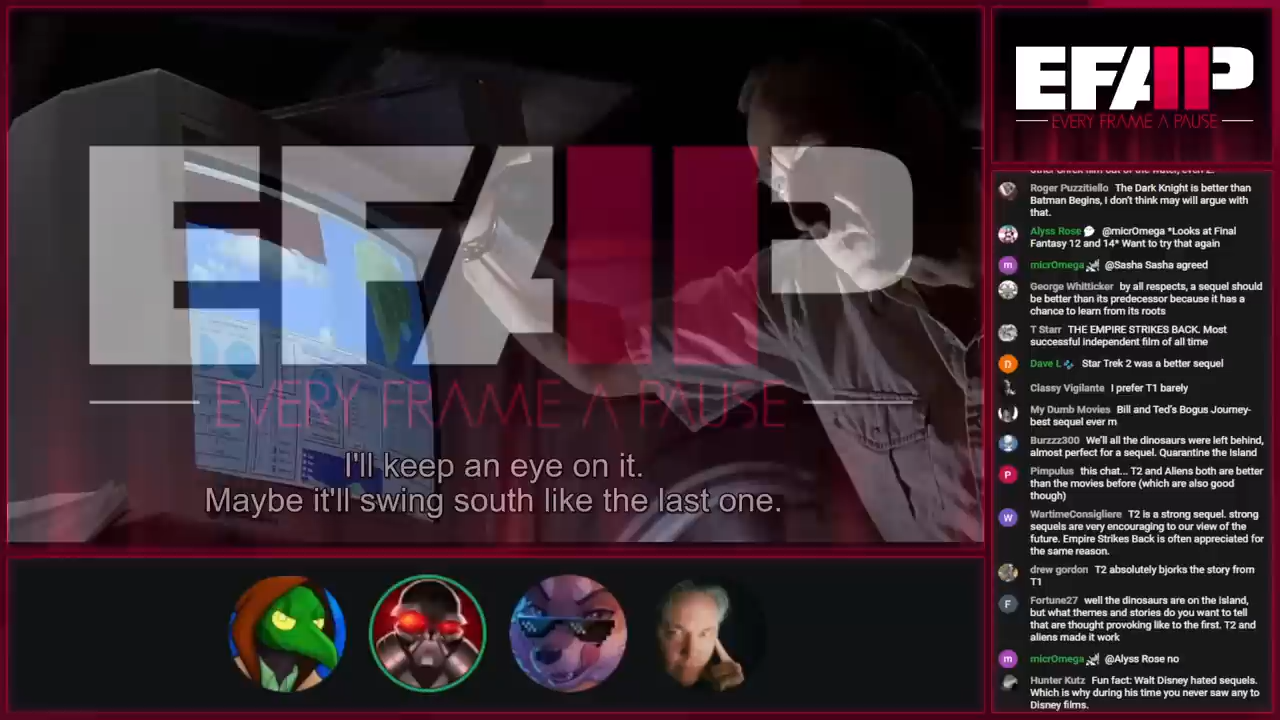 EFAP
EVERY FRAME A PAUSE
I'll keep an eye on it.
Maybe it'll swing south like the last one.
EFAP
EVERY FRAME A PAUSE
Roger Puzzitiello The Dark Knight is better than
Batman Begins, I don't think may will argue with
that.
Alyss Rose @micrOmega *Looks at Final
Fantasy 12 and 14* Want to try that again
micrOmega @Sasha Sasha agreed
George Whitticker by all respects, a sequel should
be better than its predecessor because it has a
chance to learn from its roots
T Starr THE EMPIRE STRIKES BACK. Most
successful independent film of all time
Dave L Star Trek 2 was a better sequel
Classy Vigilante I prefer T1 barely
My Dumb Movies Bill and Ted's Bogus Journey-
best sequel ever m
Burzzz300 We'll all the dinosaurs were left behind,
almost perfect for a sequel. Quarantine the Island
Pimpulus this chat... T2 and Aliens both are better
than the movies before (which are also good
though)
WartimeConsigliere T2 is a strong sequel. strong
sequels are very encouraging to our view of the
future. Empire Strikes Back is often appreciated for
the same reason.
drew gordon T2 absolutely bjorks the story from
T1
Fortune27 well the dinosaurs are on the island,
but what themes and stories do you want to tell
that are thought provoking like to the first. T2 and
aliens made it work
micrOmega @Alyss Rose no
Hunter Kutz Fun fact: Walt Disney hated sequels.
Which is why during his time you never saw any to
Disney films.